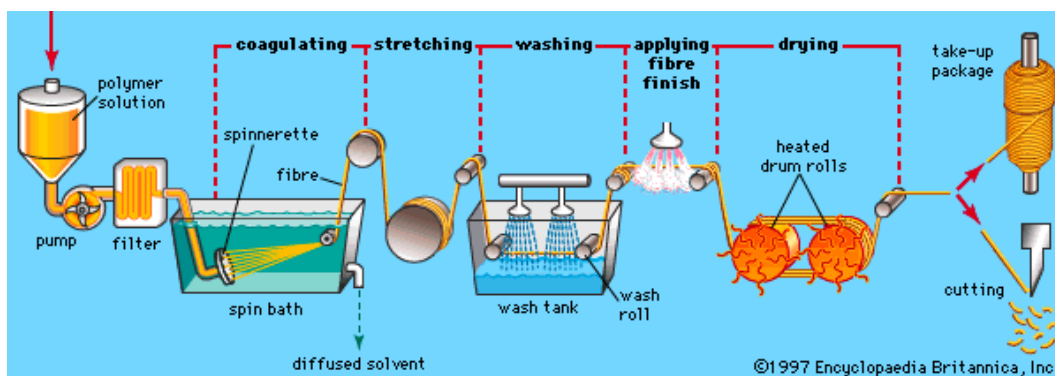 coagulating
stretching
washing
applying
fibre
finish
drying
take-up
package
polymer
solution
spinnerette
fibre
heated
drum rolls
pump
filter
spin bath
wash tank
wash
roll
cutting
diffused solvent
©1997 Encyclopaedia Britannica, Inc